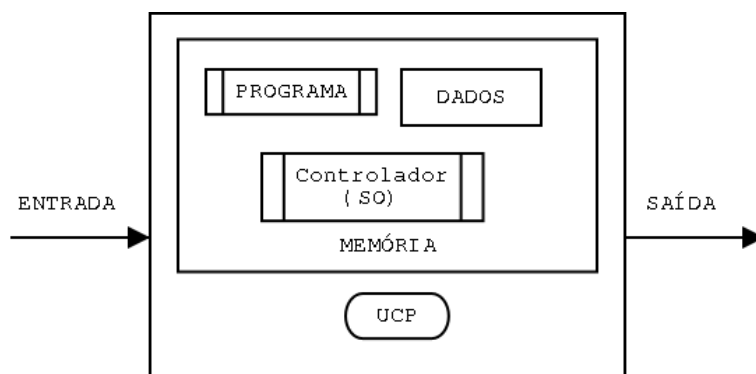 PROGRAMA
DADOS
Controlador
(SO)
ENTRADA
SAÍDA
MEMÓRIA
UCP